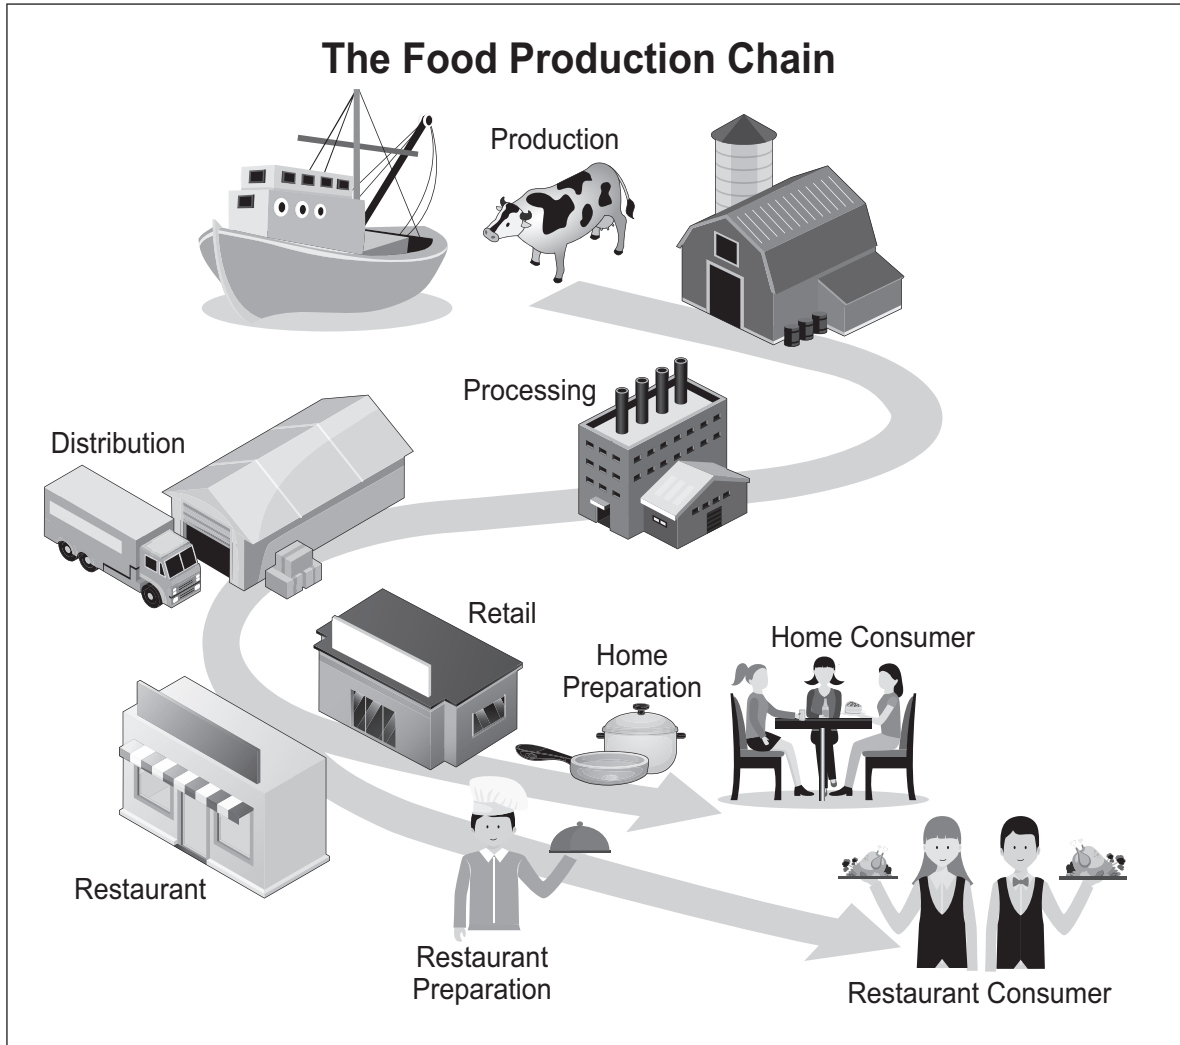 The Food Production Chain
Production
Processing
Distribution
Retail
Home
Preparation
Home Consumer
Restaurant
Restaurant
Preparation
Restaurant Consumer